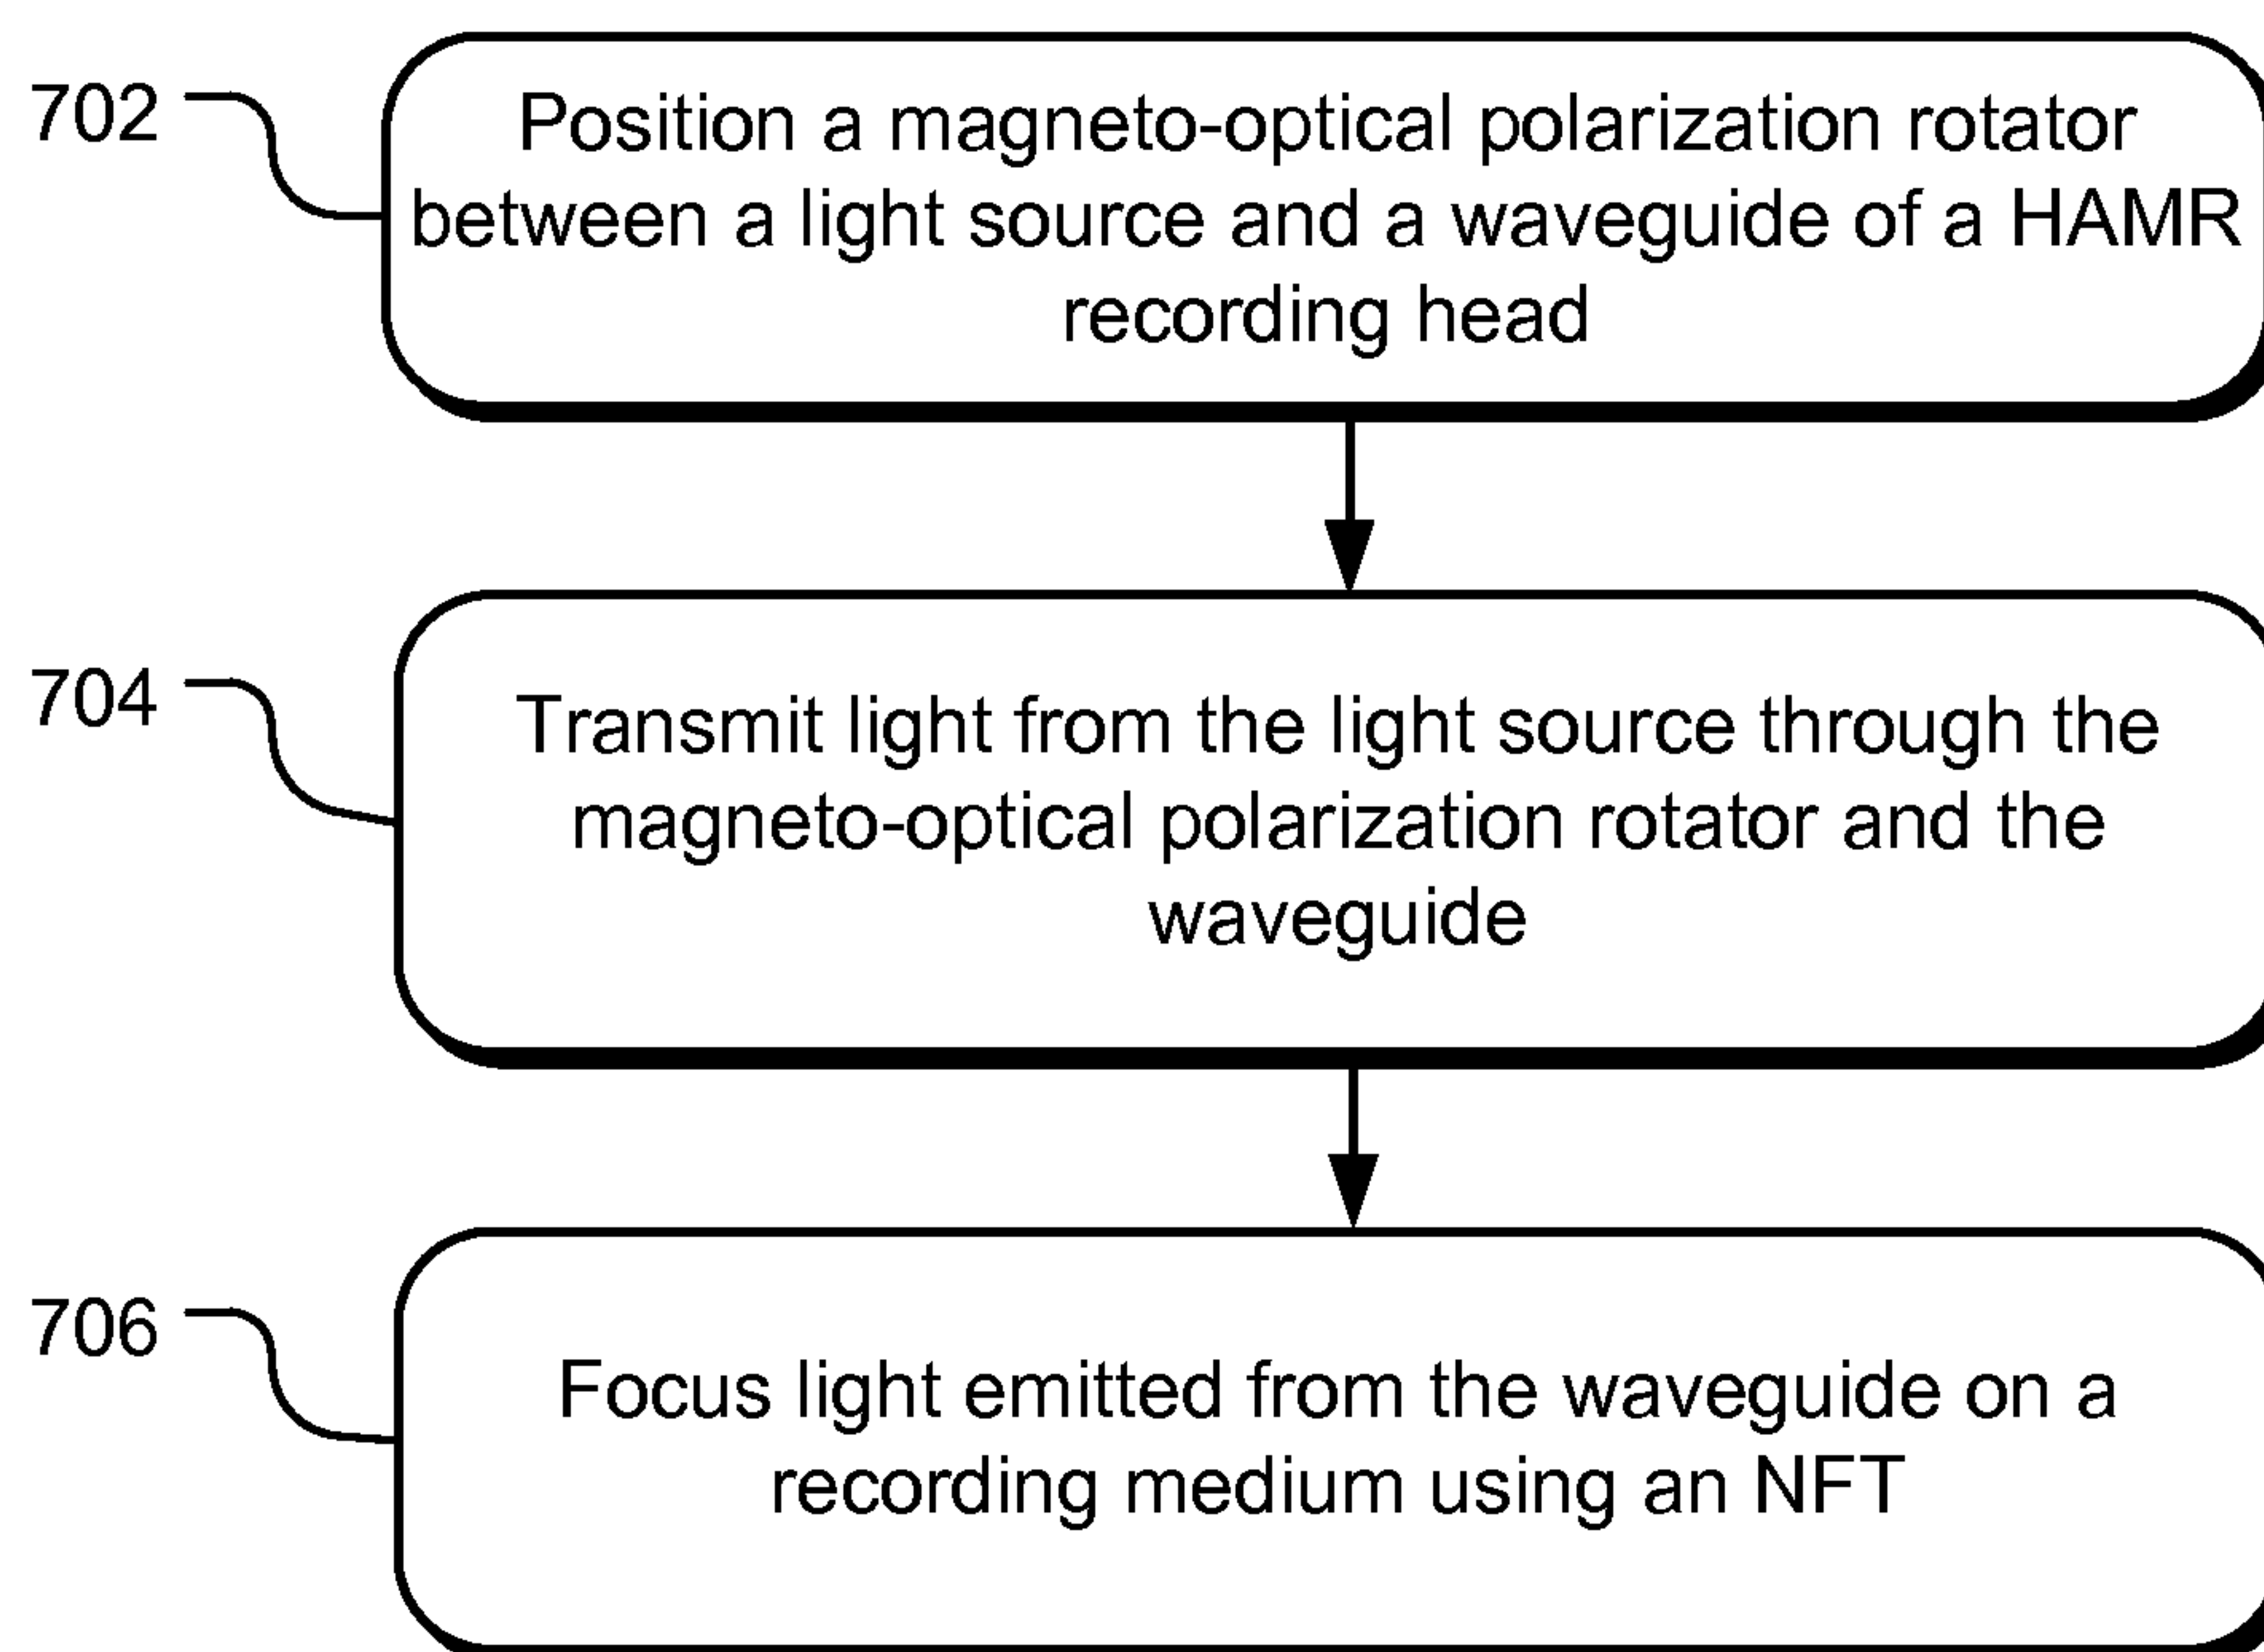 702
Position a magneto-optical polarization rotator
between a light source and a waveguide of a HAMR
recording head
704
Transmit light from the light source through the
magneto-optical polarization rotator and the
waveguide
706
Focus light emitted from the waveguide on a
recording medium using an NFT